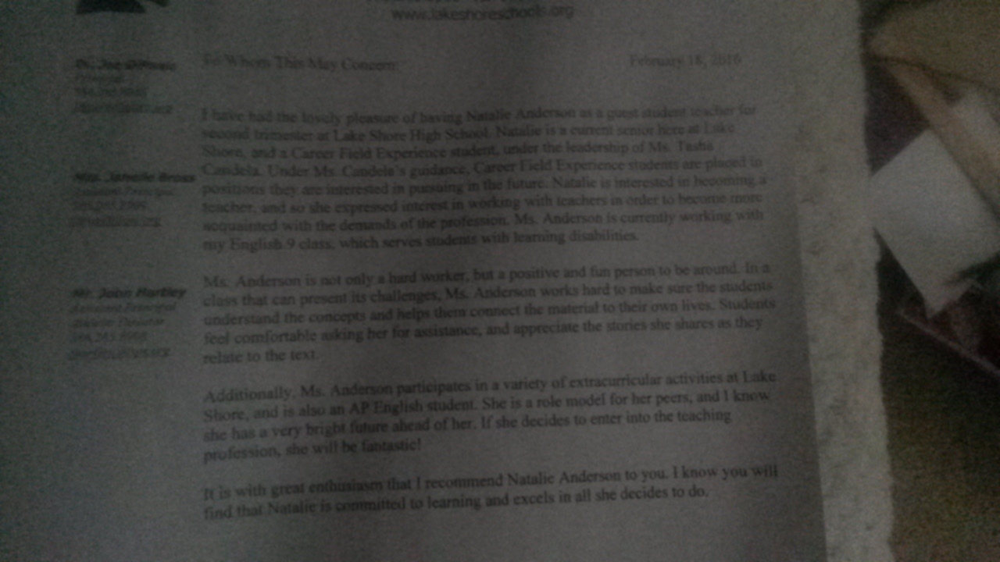 www.lakeshoreschools.org
To Whom This May Concern: February 18, 2016
I have had the lovely pleasure of having Natalie Anderson as a guest student teacher for
second trimester at Lake Shore High School. Natalie is a current senior here at Lake
Shore, and a Career Field Experience student, under the leadership of Ms. Tasha
Candela. Under Ms. Candela's guidance, Career Field Experience students are placed in
positions they are interested in pursuing in the future. Natalie is interested in becoming a
teacher, and so she expressed interest in working with teachers in order to become more
acquainted with the demands of the profession. Ms. Anderson is currently working with
my English 9 class, which serves students with learning disabilities.
Ms. Anderson is not only a hard worker, but a positive and fun person to be around. In a
class that can present its challenges, Ms. Anderson works hard to make sure the students
understand the concepts and helps them connect the material to their own lives. Students
feel comfortable asking her for assistance, and appreciate the stories she shares as they
relate to the text.
Additionally, Ms. Anderson participates in a variety of extracurricular activities at Lake
Shore, and is also an AP English student. She is a role model for her peers, and I know
she has a very bright future ahead of her. If she decides to enter into the teaching
profession, she will be fantastic!
It is with great enthusiasm that I recommend Natalie Anderson to you. I know you will
find that Natalie is committed to learning and excels in all she decides to do.
Principal
Mrs. Janelle Bross
Assistant Principal
Mr. John Hartley
Assistant Principal